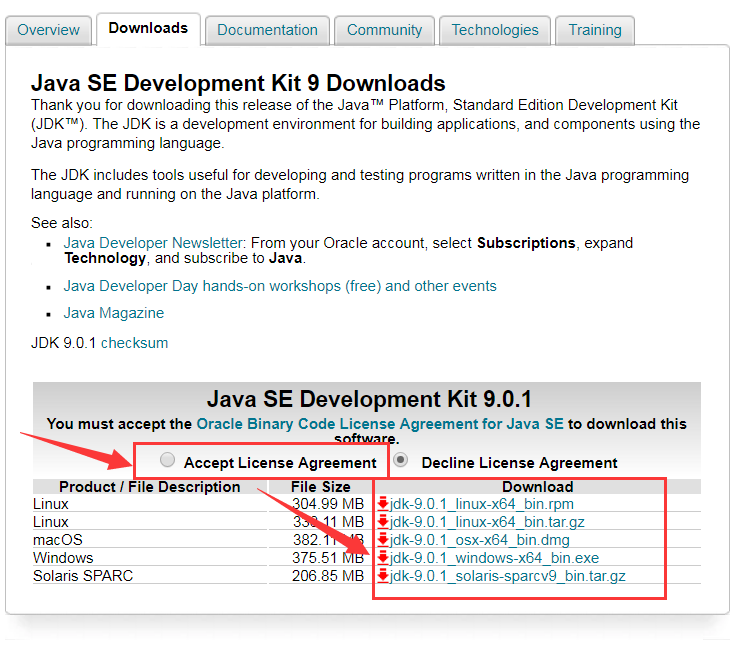 Overview Downloads Documentation Community Technologies Training
Java SE Development Kit 9 Downloads
Thank you for downloading this release of the Java™ Platform, Standard Edition Development Kit
(JDK™). The JDK is a development environment for building applications, and components using the
Java programming language.
The JDK includes tools useful for developing and testing programs written in the Java programming
language and running on the Java platform.
See also:
Java Developer Newsletter: From your Oracle account, select Subscriptions, expand
Technology, and subscribe to Java.
Java Developer Day hands-on workshops (free) and other events
Java Magazine
JDK 9.0.1 checksum
Java SE Development Kit 9.0.1
You must accept the Oracle Binary Code License Agreement for Java SE to download this
software.
Accept License Agreement Decline License Agreement
Product / File Description File Size Download
Linux 304.99 MB jdk-9.0.1_linux-x64_bin.rpm
Linux MB jdk-9.0.1_linux-x64_bin.tar.gz
macOS 382.11 MB jdk-9.0.1_osx-x64_bin.dmg
Windows 375.51 MB jdk-9.0.1_windows-x64_bin.exe
Solaris SPARC 206.85 MB jdk-9.0.1_solaris-sparcv9_bin.tar.gz